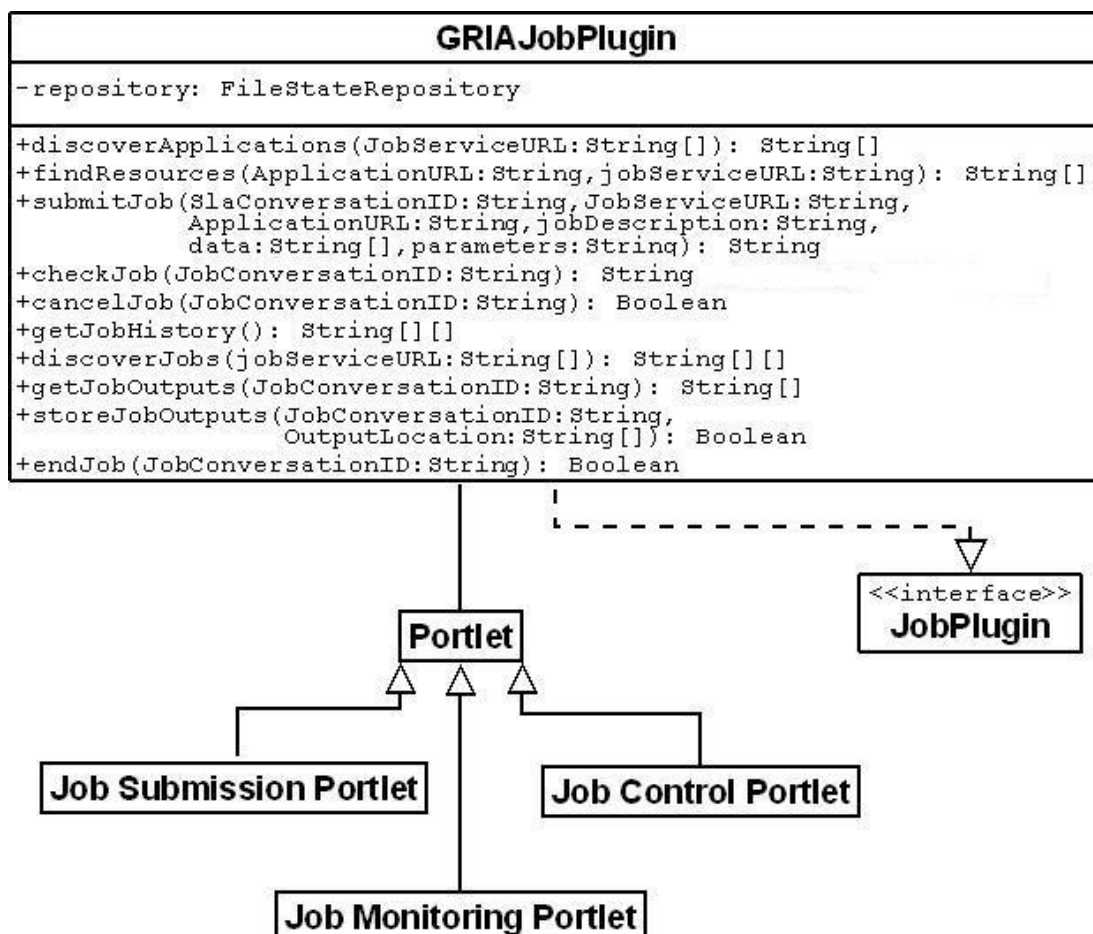 GRIAJobPlugin
-repository: FileStateRepository
+discoverApplications(JobServiceURL:String[]): String[]
+findResources(ApplicationURL:String,jobServiceURL:String): String[]
+submitJob(SlaConversationID:String,JobServiceURL:String,
ApplicationURL:String,jobDescription:String,
data:String[],parameters:String): String
+checkJob(JobConversationID:String): String
+cancelJob(JobConversationID:String): Boolean
+getJobHistory(): String[][]
+discoverJobs(jobServiceURL:String[]): String[][]
+getJobOutputs(JobConversationID:String): String[]
+storeJobOutputs(JobConversationID:String,
OutputLocation:String[]): Boolean
+endJob(JobConversationID:String): Boolean
<<interface>>
JobPlugin
Portlet
Job Submission Portlet
Job Control Portlet
Job Monitoring Portlet